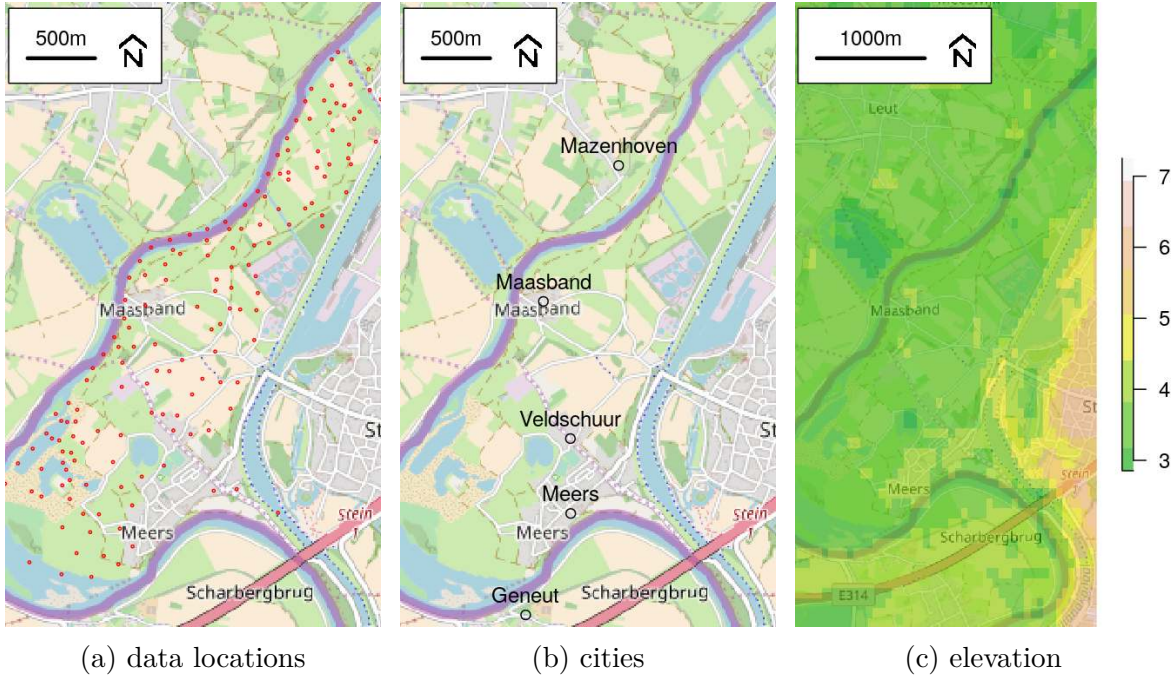 500m
N
Maasband
Meers
Stein
Scharbergbrug
St
500m
N
Mazenhoven
Maasband
Maasband
Veldschuur
St
Meers
Meers
Stein
Geneut
Scharbergbrug
1000m
N
Leut
Maasband
St
Meers
Stein
Scharbergbrug
E314
7
6
5
4
3
(a) data locations
(b) cities
(c) elevation